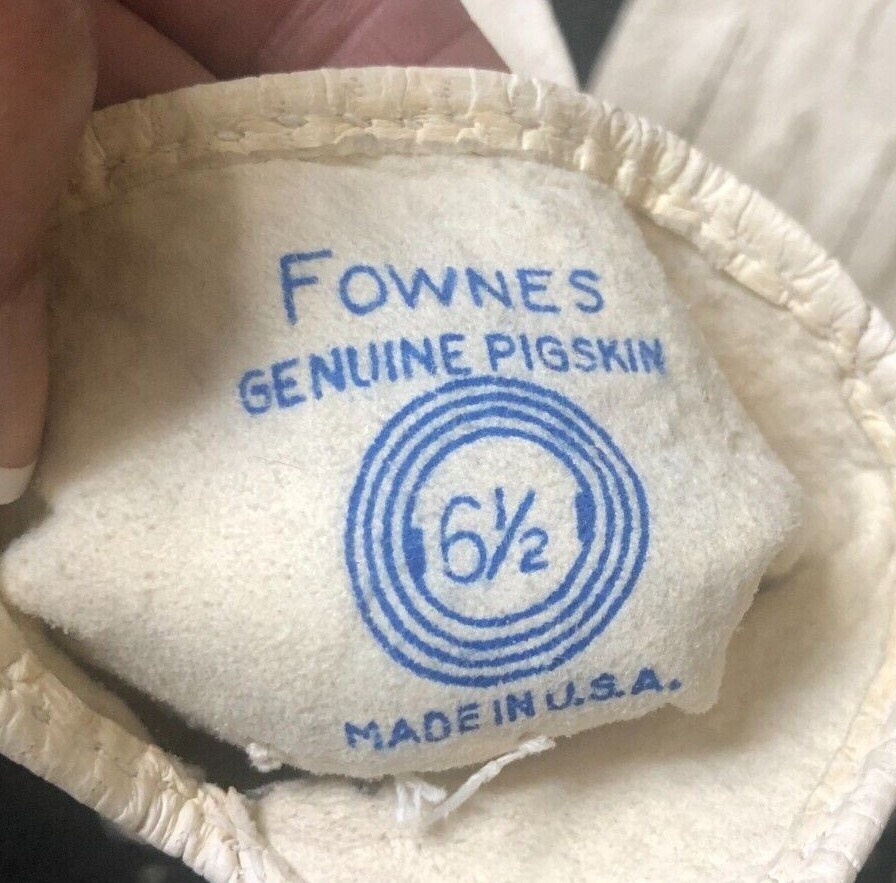 FOWNES
GENUINE PIGSKIN
6½
MADE IN U.S.A.